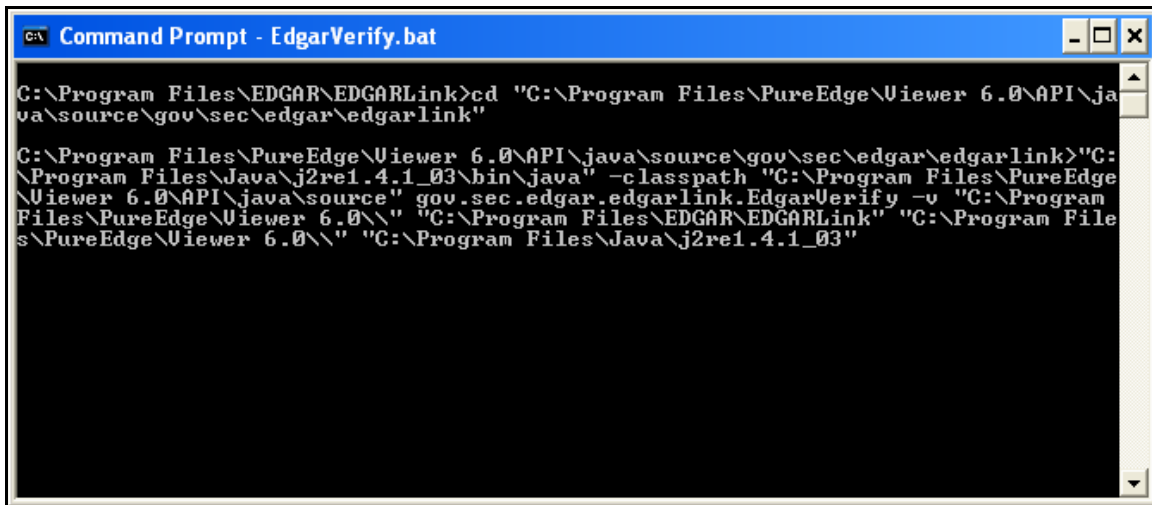 Command Prompt - EdgarVerify.bat
C:\Program Files\EDGAR\EDGARLink>cd "C:\Program Files\PureEdge\Viewer 6.0\API\ja
va\source\gov\sec\edgar\edgarlink"
C:\Program Files\PureEdge\Viewer 6.0\API\java\source\gov\sec\edgar\edgarlink>"C:
\Program Files\Java\j2re1.4.1_03\bin\java" -classpath "C:\Program Files\PureEdge
\Viewer 6.0\API\java\source" gov.sec.edgar.edgarlink.EdgarVerify -v "C:\Program
Files\PureEdge\Viewer 6.0\\" "C:\Program Files\EDGAR\EDGARLink" "C:\Program File
s\PureEdge\Viewer 6.0\\" "C:\Program Files\Java\j2re1.4.1_03"